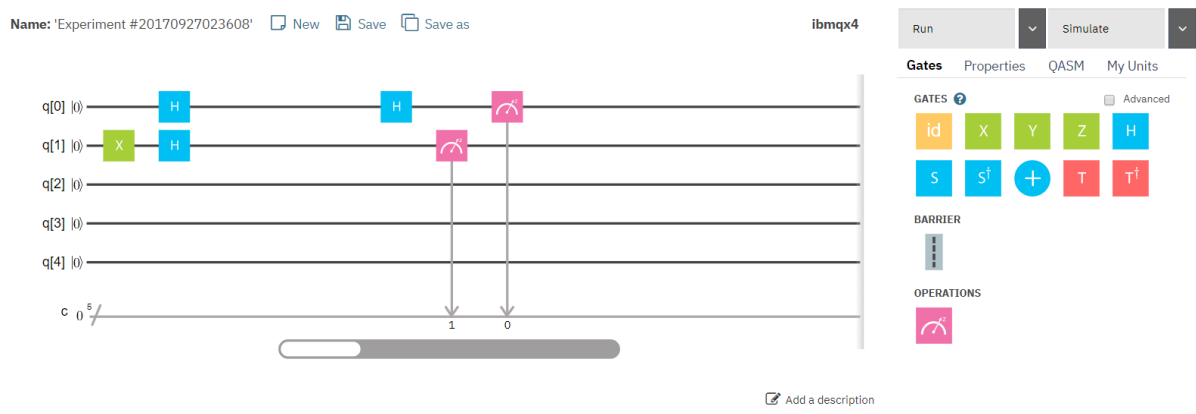 Name: 'Experiment #20170927023608' New Save Save as ibmqx4
Run Simulate
Gates Properties QASM My Units
GATES ? Advanced
id X Y Z H
S S† + T T†
BARRIER
OPERATIONS
z
q[0] |0⟩ H H z
q[1] |0⟩ X H z
q[2] |0⟩
q[3] |0⟩
q[4] |0⟩
c 0 5
1 0
Add a description